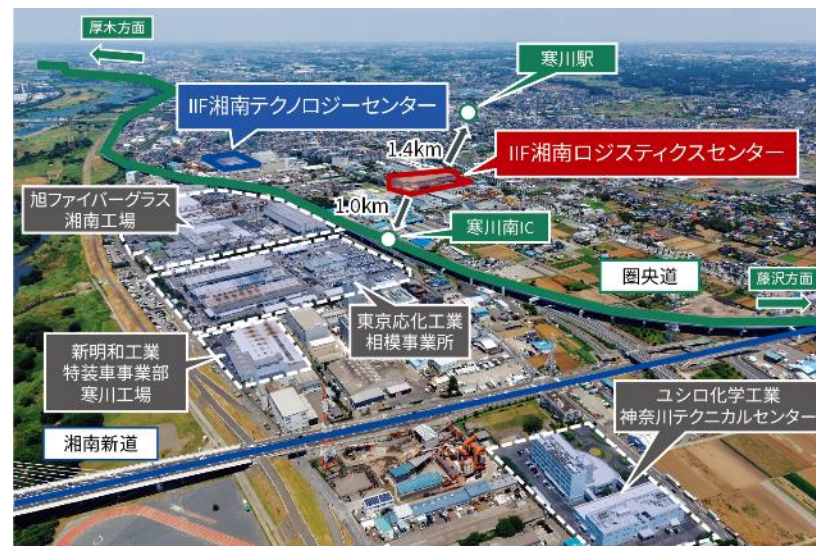 厚木方面
寒川駅
IIF湘南テクノロジーセンター
1.4km
IIF湘南ロジスティクスセンター
旭ファイバーグラス
湘南工場
1.0km
寒川南IC
圏央道
藤沢方面
東京応化工業
相模事業所
新明和工業
特装車事業部
寒川工場
ユシロ化学工業
神奈川テクニカルセンター
湘南新道